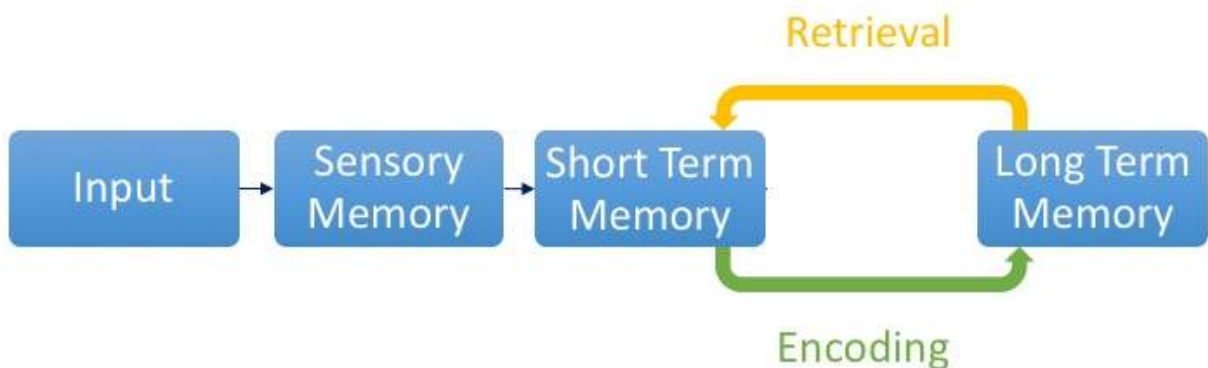 Retrieval
Input
Sensory
Memory
Short Term
Memory
Long Term
Memory
Encoding